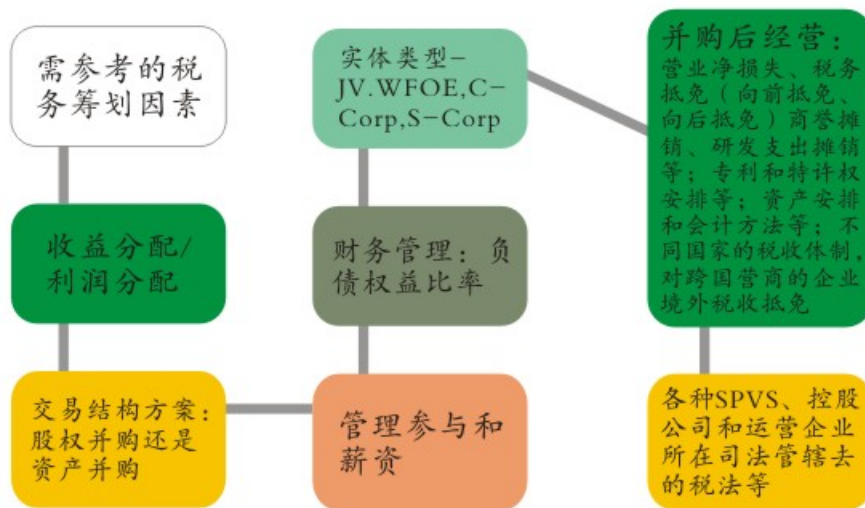 需参考的税
务筹划因素
收益分配/
利润分配
交易结构方案：
股权并购还是
资产并购
管理参与和
薪资
财务管理：负
债权益比率
实体类型-
JV.WFOE,C-
Corp,S-Corp
并购后经营：
营业净损失、税务
抵免（向前抵免、
向后抵免）商誉摊
销、研发支出摊销
等；专利和特许权
安排等；资产安排
和会计方法等；不
同国家的税收体制，
对跨国营商的企业
境外税收抵免
各种SPVS、控股
公司和运营企业
所在司法管辖去
的税法等